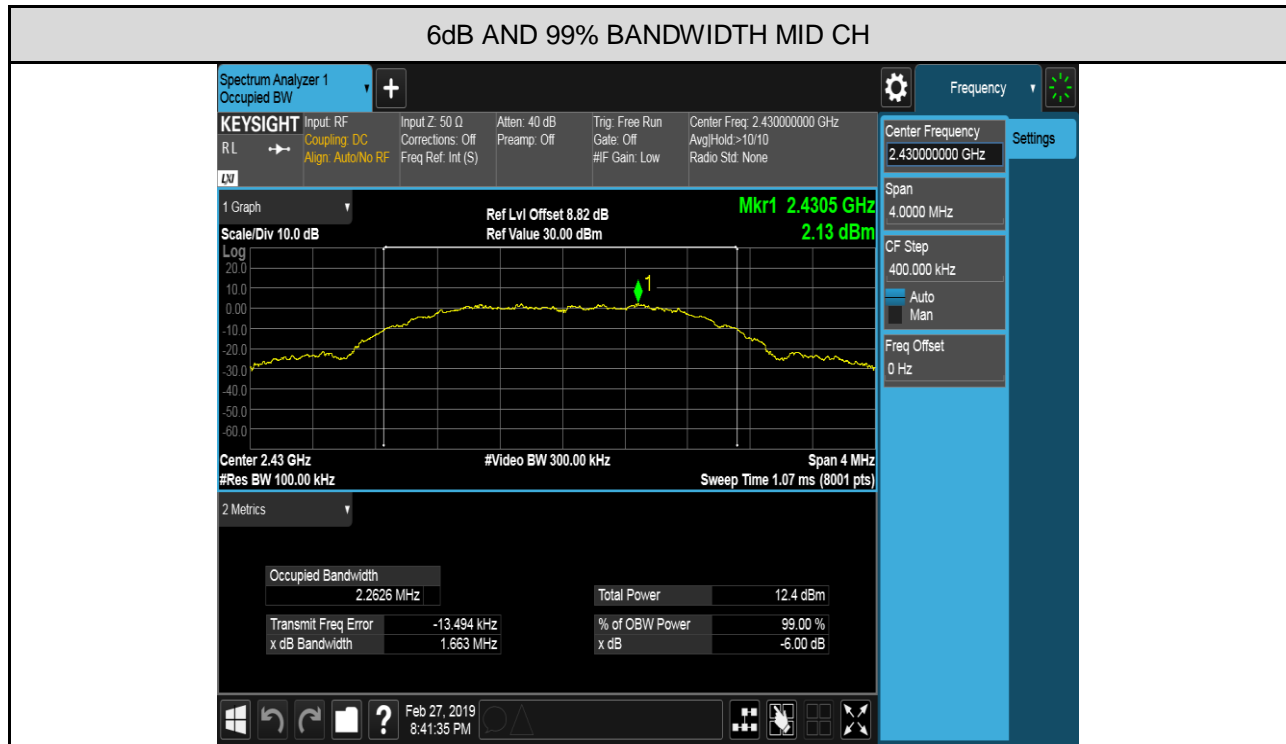 6dB AND 99% BANDWIDTH MID CH
Spectrum Analyzer 1
Occupied BW
+
Frequency
KEYSIGHT
RL
LXI
Input: RF
Coupling: DC
Align: Auto/No RF
Input Z: 50 Ω
Corrections: Off
Freq Ref: Int (S)
Atten: 40 dB
Preamp: Off
Trig: Free Run
Gate: Off
#IF Gain: Low
Center Freq: 2.430000000 GHz
Avg|Hold:>10/10
Radio Std: None
Center Frequency
2.430000000 GHz
Settings
Span
4.0000 MHz
CF Step
400.000 kHz
Auto
Man
Freq Offset
0 Hz
1 Graph
Scale/Div 10.0 dB
Ref Lvl Offset 8.82 dB
Ref Value 30.00 dBm
Mkr1 2.4305 GHz
2.13 dBm
Log
20.0
10.0
0.00
-10.0
-20.0
-30.0
-40.0
-50.0
-60.0
1
Center 2.43 GHz
#Video BW 300.00 kHz
Span 4 MHz
#Res BW 100.00 kHz
Sweep Time 1.07 ms (8001 pts)
2 Metrics
Occupied Bandwidth
2.2626 MHz
Total Power 12.4 dBm
Transmit Freq Error -13.494 kHz
% of OBW Power 99.00 %
x dB Bandwidth 1.663 MHz
x dB -6.00 dB
?
Feb 27, 2019
8:41:35 PM